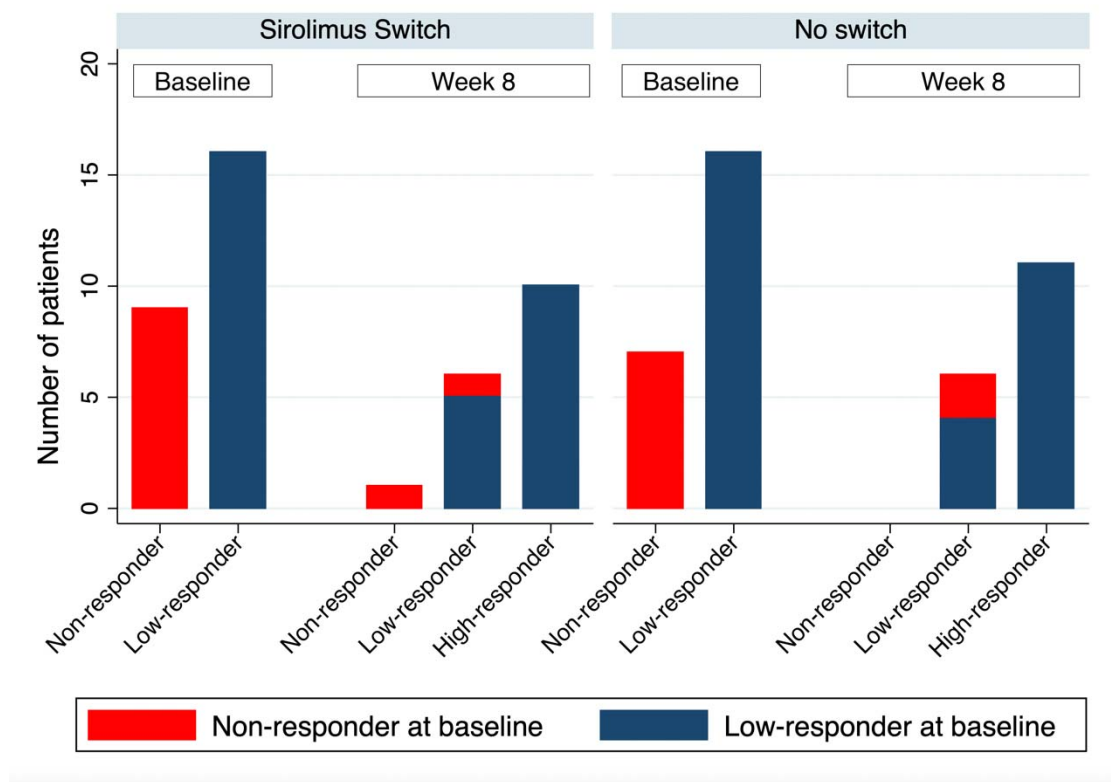 Sirolimus Switch
No switch
Baseline
Week 8
Baseline
Week 8
Number of patients
20
15
10
5
0
Non-responder
Low-responder
Non-responder
Low-responder
High-responder
Non-responder
Low-responder
Non-responder
Low-responder
High-responder
Non-responder at baseline
Low-responder at baseline